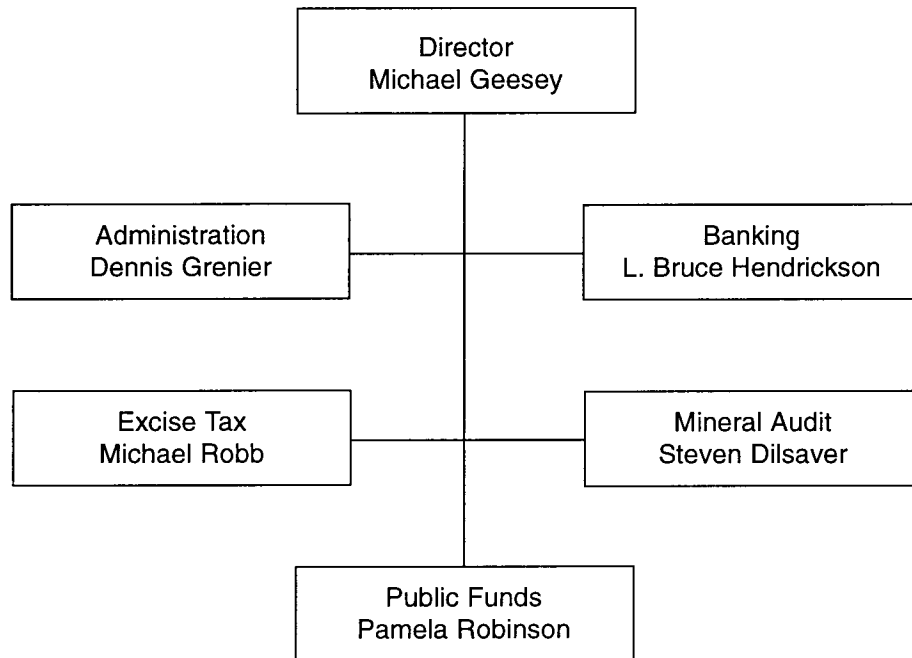 Director
Michael Geesey
Administration
Dennis Grenier
Banking
L. Bruce Hendrickson
Excise Tax
Michael Robb
Mineral Audit
Steven Dilsaver
Public Funds
Pamela Robinson